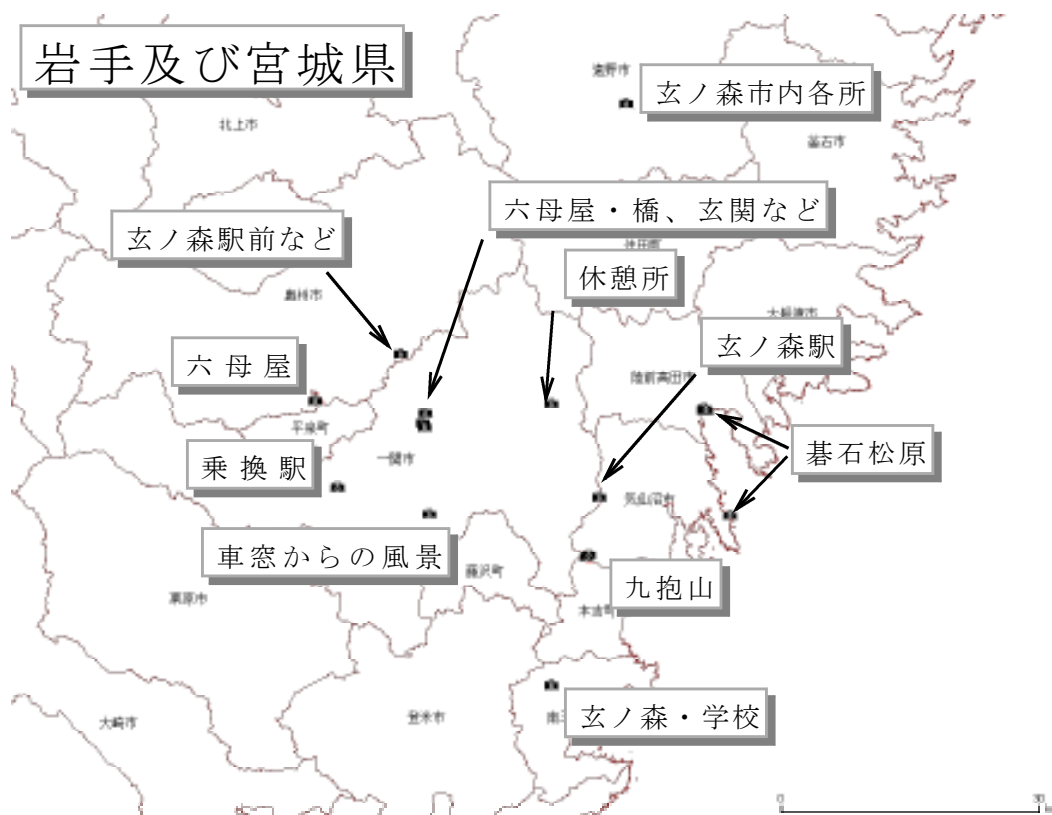 岩手及び宮城県
遠野市
玄ノ森市内各所
北上市
釜石市
六母屋・橋、玄関など
玄ノ森駅前など
住田町
休憩所
奥州市
大船渡市
玄ノ森駅
六母屋
陸前高田市
平泉町
碁石松原
一関市
乗換駅
気仙沼市
車窓からの風景
藤沢町
九抱山
栗原市
本吉町
玄ノ森・学校
大崎市
登米市
南三
0
30